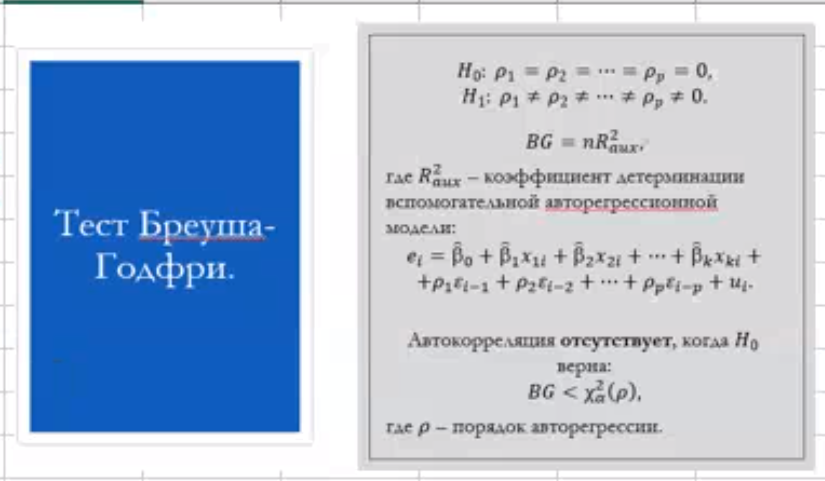 Тест Бреуша-
Годфри.
H₀: ρ₁ = ρ₂ = ⋯ = ρₚ = 0,
H₁: ρ₁ ≠ ρ₂ ≠ ⋯ ≠ ρₚ ≠ 0.
BG = nR²ₐᵤₓ,
где R²ₐᵤₓ – коэффициент детерминации
вспомогательной авторегрессионной
модели:
eᵢ = β̂₀ + β̂₁x₁ᵢ + β̂₂x₂ᵢ + ⋯ + β̂ₖxₖᵢ +
+ρ₁εᵢ₋₁ + ρ₂εᵢ₋₂ + ⋯ + ρₚεᵢ₋ₚ + uᵢ.
Автокорреляция отсутствует, когда H₀
верна:
BG < χ²_α(ρ),
где ρ – порядок авторегрессии.